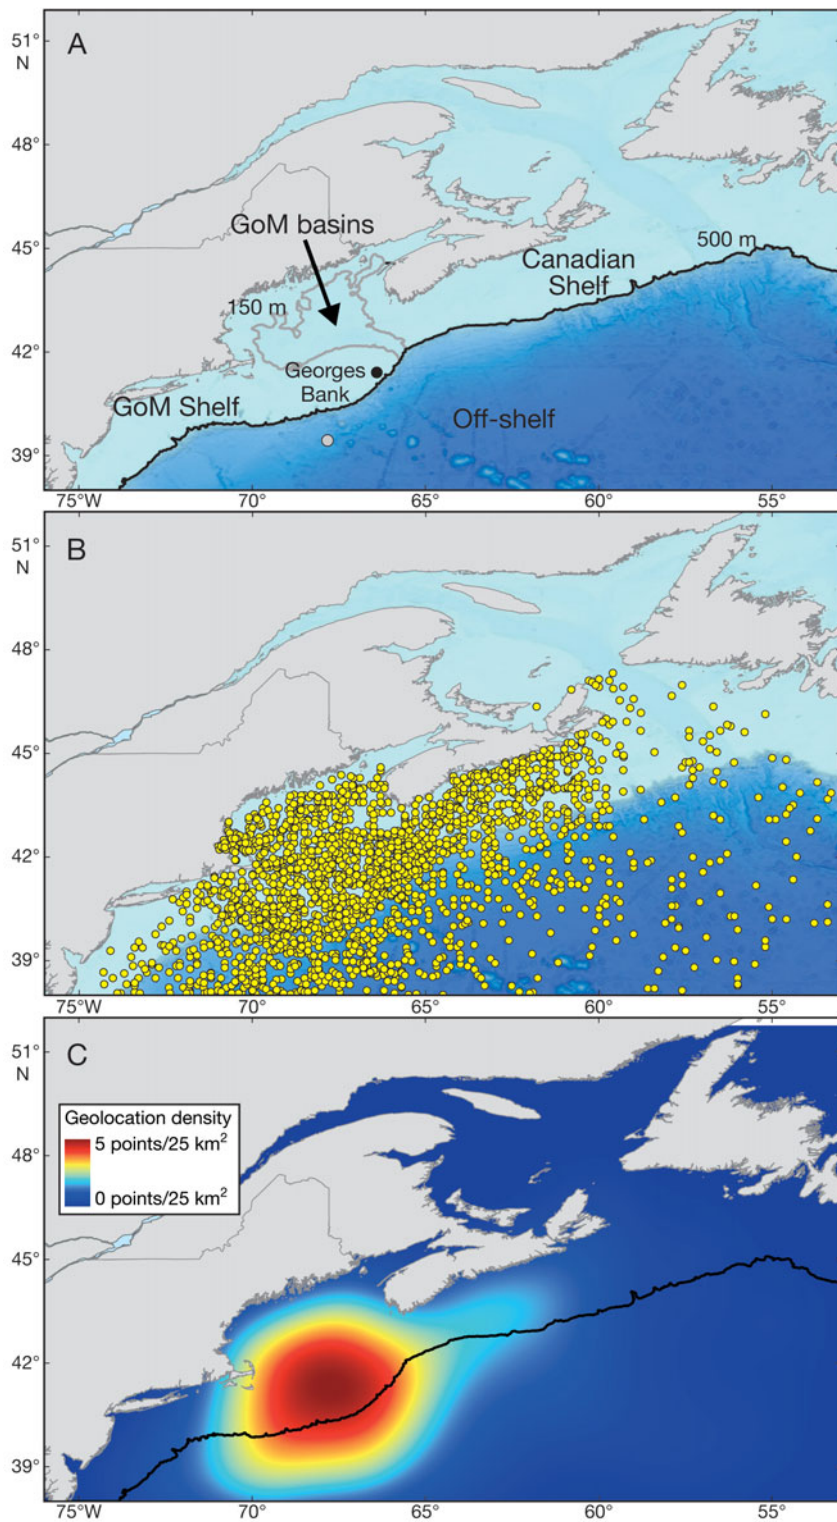 51°
N
A
48°
GoM basins
45°
500 m
Canadian
Shelf
150 m
42°
Georges
Bank
GoM Shelf
Off-shelf
39°
75°W
70°
65°
60°
55°
51°
N
B
48°
45°
42°
39°
75°W
70°
65°
60°
55°
51°
N
C
Geolocation density
5 points/25 km²
0 points/25 km²
48°
45°
42°
39°
75°W
70°
65°
60°
55°